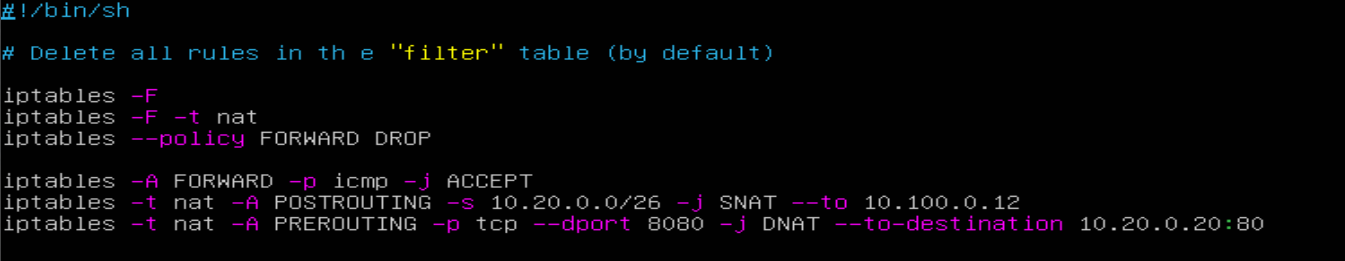 #!/bin/sh
# Delete all rules in th e "filter" table (by default)
iptables -F
iptables -F -t nat
iptables --policy FORWARD DROP
iptables -A FORWARD -p icmp -j ACCEPT
iptables -t nat -A POSTROUTING -s 10.20.0.0/26 -j SNAT --to 10.100.0.12
iptables -t nat -A PREROUTING -p tcp --dport 8080 -j DNAT --to-destination 10.20.0.20:80